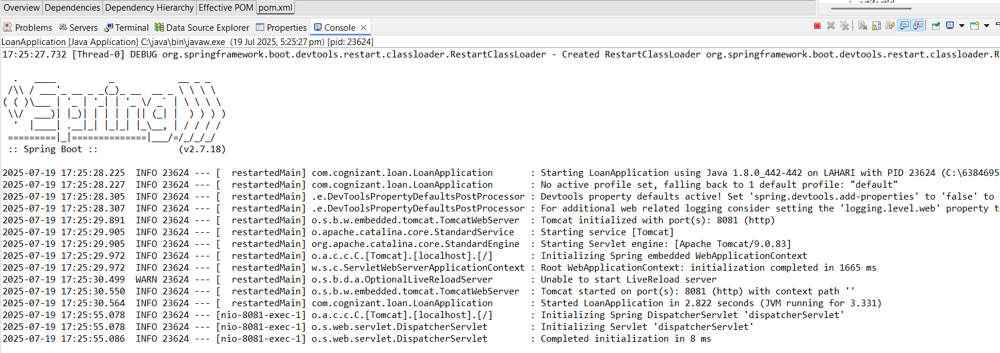 Overview Dependencies Dependency Hierarchy Effective POM pom.xml
Problems Servers Terminal Data Source Explorer Properties Console
LoanApplication [Java Application] C:\java\bin\javaw.exe (19 Jul 2025, 5:25:27 pm) [pid: 23624]
17:25:27.732 [Thread-0] DEBUG org.springframework.boot.devtools.restart.classloader.RestartClassLoader - Created RestartClassLoader org.springframework.boot.devtools.restart.classloader.R
:: Spring Boot :: (v2.7.18)
2025-07-19 17:25:28.225 INFO 23624 --- [ restartedMain] com.cognizant.loan.LoanApplication : Starting LoanApplication using Java 1.8.0_442-442 on LAHARI with PID 23624 (C:\6384695
2025-07-19 17:25:28.227 INFO 23624 --- [ restartedMain] com.cognizant.loan.LoanApplication : No active profile set, falling back to 1 default profile: "default"
2025-07-19 17:25:28.305 INFO 23624 --- [ restartedMain] .e.DevToolsPropertyDefaultsPostProcessor : Devtools property defaults active! Set 'spring.devtools.add-properties' to 'false' to
2025-07-19 17:25:28.307 INFO 23624 --- [ restartedMain] .e.DevToolsPropertyDefaultsPostProcessor : For additional web related logging consider setting the 'logging.level.web' property t
2025-07-19 17:25:29.891 INFO 23624 --- [ restartedMain] o.s.b.w.embedded.tomcat.TomcatWebServer : Tomcat initialized with port(s): 8081 (http)
2025-07-19 17:25:29.905 INFO 23624 --- [ restartedMain] o.apache.catalina.core.StandardService : Starting service [Tomcat]
2025-07-19 17:25:29.905 INFO 23624 --- [ restartedMain] org.apache.catalina.core.StandardEngine : Starting Servlet engine: [Apache Tomcat/9.0.83]
2025-07-19 17:25:29.972 INFO 23624 --- [ restartedMain] o.a.c.c.C.[Tomcat].[localhost].[/] : Initializing Spring embedded WebApplicationContext
2025-07-19 17:25:29.972 INFO 23624 --- [ restartedMain] w.s.c.ServletWebServerApplicationContext : Root WebApplicationContext: initialization completed in 1665 ms
2025-07-19 17:25:30.499 WARN 23624 --- [ restartedMain] o.s.b.d.a.OptionalLiveReloadServer : Unable to start LiveReload server
2025-07-19 17:25:30.550 INFO 23624 --- [ restartedMain] o.s.b.w.embedded.tomcat.TomcatWebServer : Tomcat started on port(s): 8081 (http) with context path ''
2025-07-19 17:25:30.564 INFO 23624 --- [ restartedMain] com.cognizant.loan.LoanApplication : Started LoanApplication in 2.822 seconds (JVM running for 3.331)
2025-07-19 17:25:55.078 INFO 23624 --- [nio-8081-exec-1] o.a.c.c.C.[Tomcat].[localhost].[/] : Initializing Spring DispatcherServlet 'dispatcherServlet'
2025-07-19 17:25:55.078 INFO 23624 --- [nio-8081-exec-1] o.s.web.servlet.DispatcherServlet : Initializing Servlet 'dispatcherServlet'
2025-07-19 17:25:55.086 INFO 23624 --- [nio-8081-exec-1] o.s.web.servlet.DispatcherServlet : Completed initialization in 8 ms